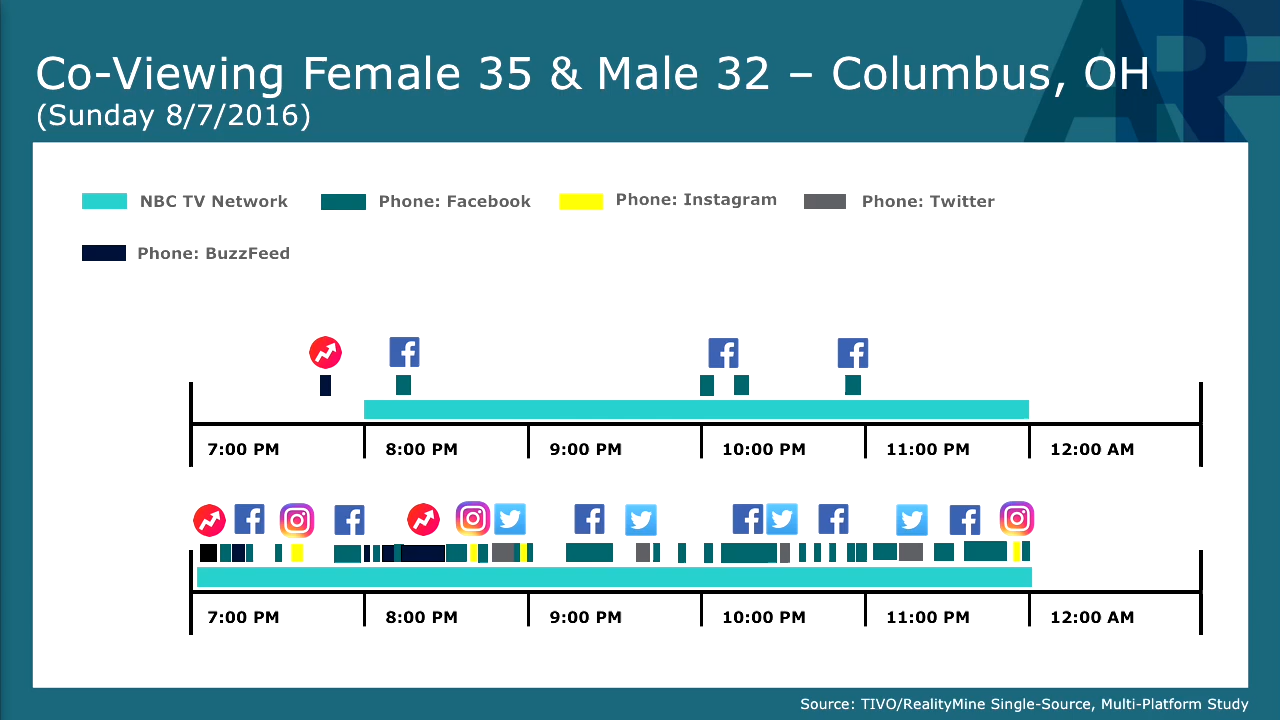 ARF
Co-Viewing Female 35 & Male 32 – Columbus, OH
(Sunday 8/7/2016)
NBC TV Network Phone: Facebook Phone: Instagram Phone: Twitter
Phone: BuzzFeed
7:00 PM 8:00 PM 9:00 PM 10:00 PM 11:00 PM 12:00 AM
7:00 PM 8:00 PM 9:00 PM 10:00 PM 11:00 PM 12:00 AM
Source: TIVO/RealityMine Single-Source, Multi-Platform Study